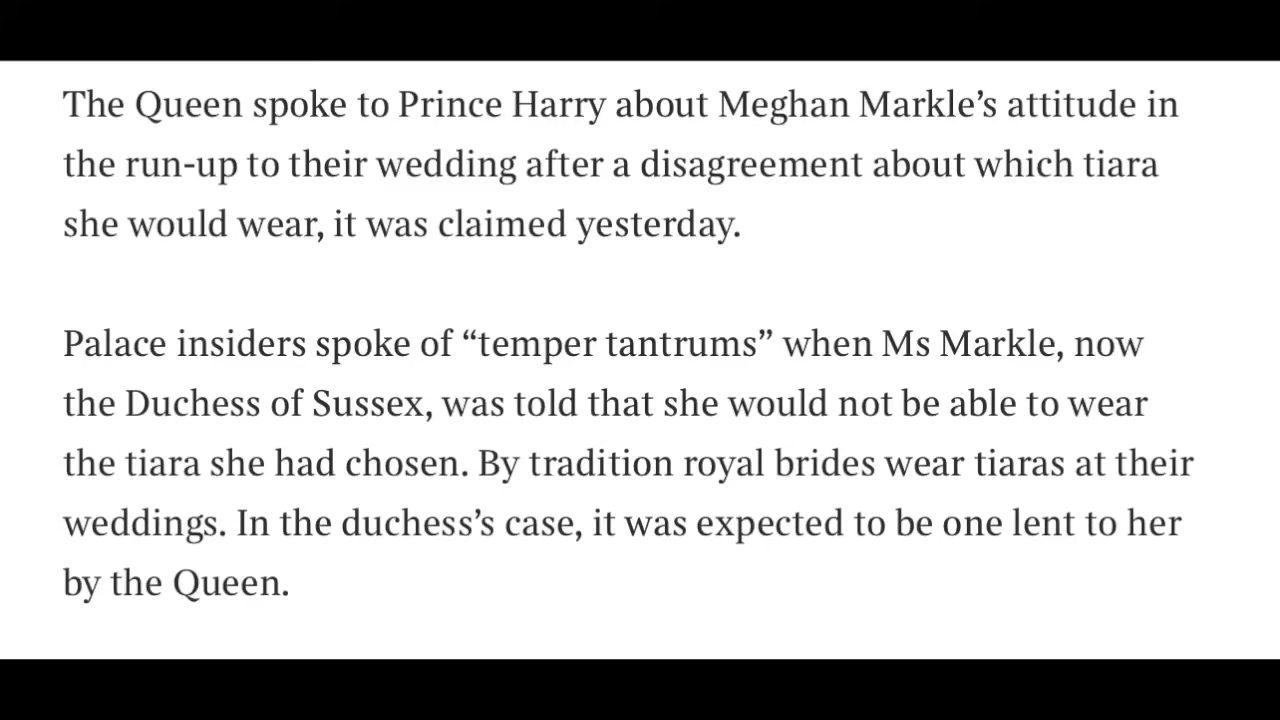 The Queen spoke to Prince Harry about Meghan Markle’s attitude in
the run-up to their wedding after a disagreement about which tiara
she would wear, it was claimed yesterday.
Palace insiders spoke of “temper tantrums” when Ms Markle, now
the Duchess of Sussex, was told that she would not be able to wear
the tiara she had chosen. By tradition royal brides wear tiaras at their
weddings. In the duchess’s case, it was expected to be one lent to her
by the Queen.